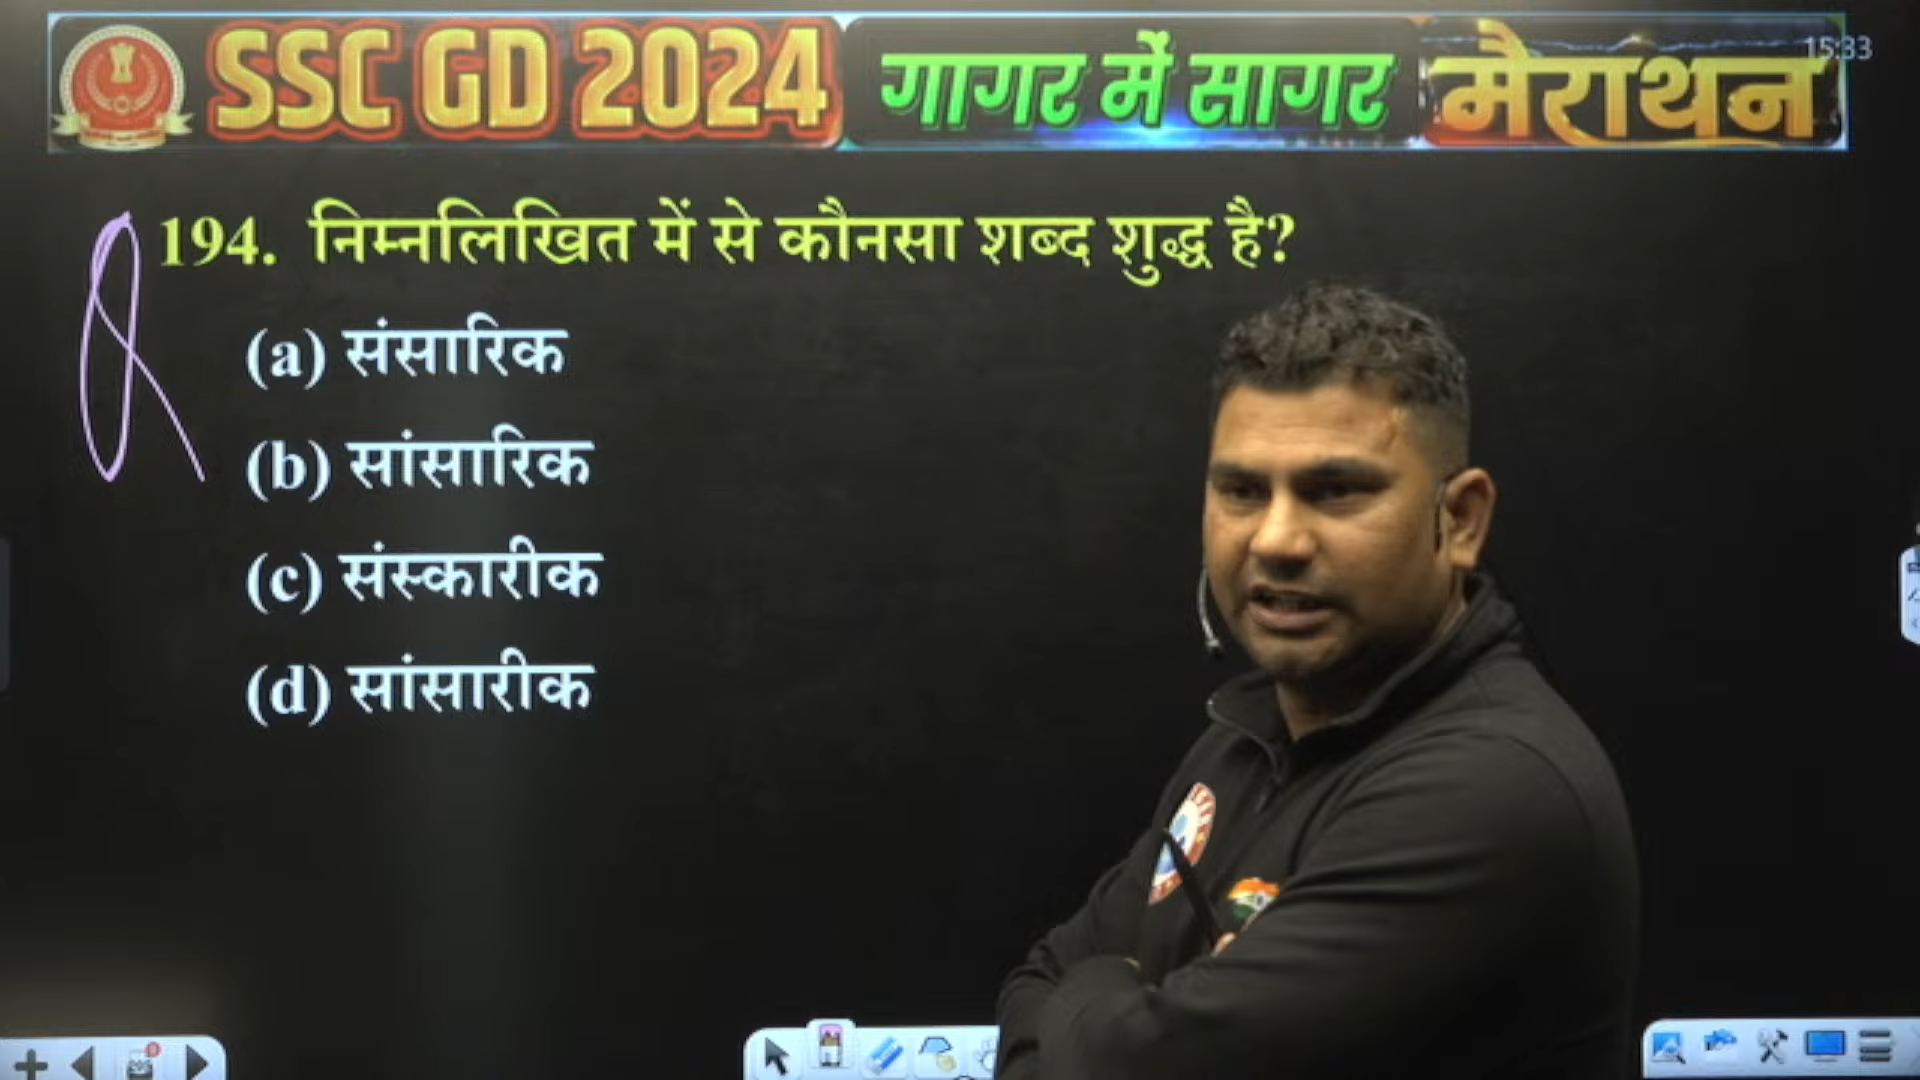 SSC GD 2024 गागर में सागर मैराथन
15:33
194. निम्नलिखित में से कौनसा शब्द शुद्ध है?
(a) संसारिक
(b) सांसारिक
(c) संस्कारीक
(d) सांसारीक